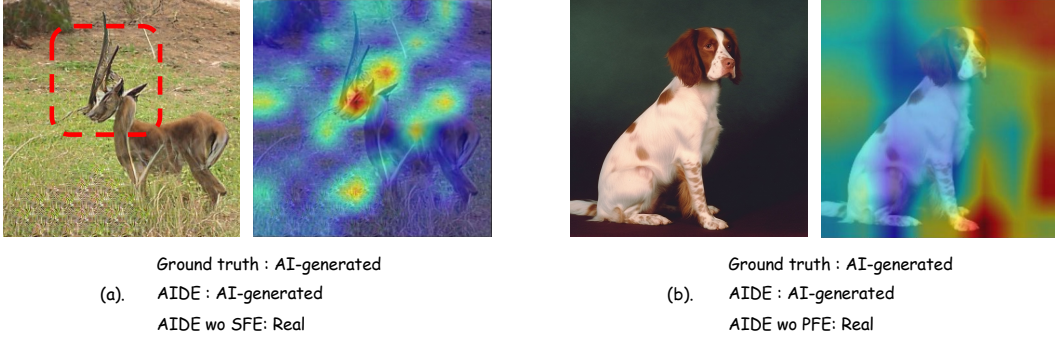 Ground truth : AI-generated
(a). AIDE : AI-generated
AIDE wo SFE: Real
Ground truth : AI-generated
(b). AIDE : AI-generated
AIDE wo PFE: Real